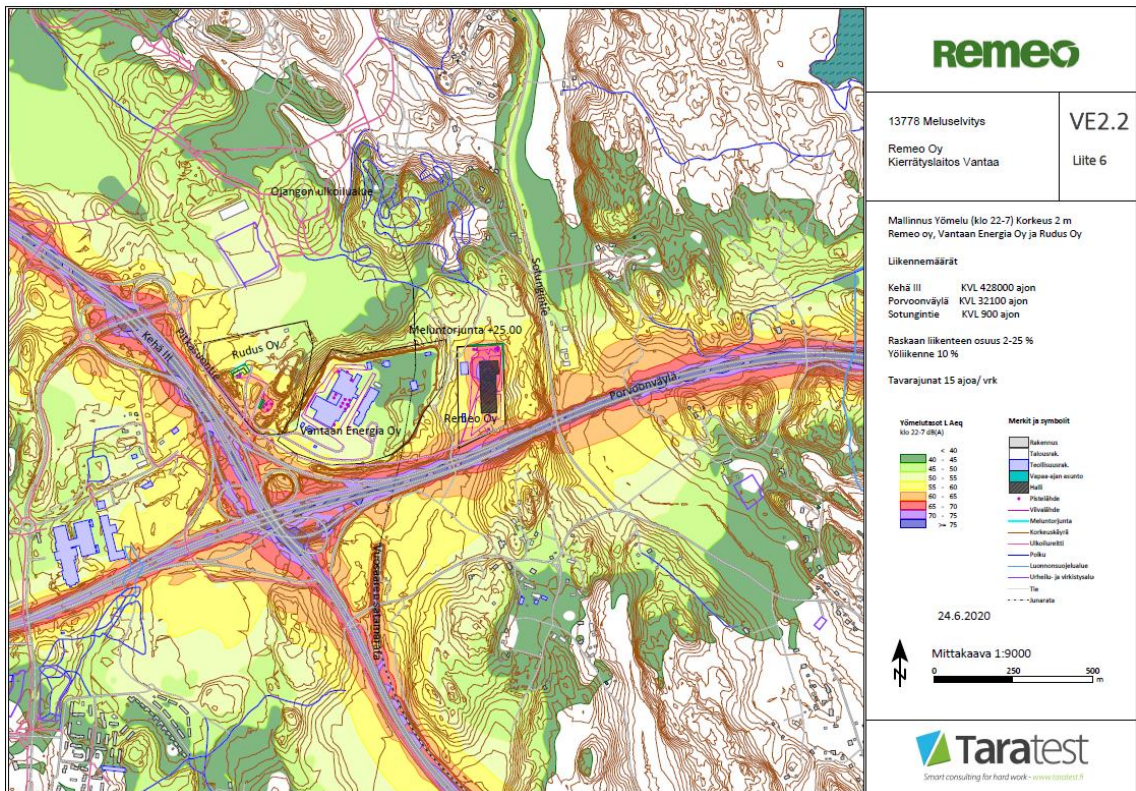 Ojangon ulkoilualue
Sotungintie
Kehä III
Pitkäsuontie
Rudus Oy
Meluntorjunta +25.00
Vantaan Energia Oy
Remeo Oy
Porvoonväylä
Vuosaaren satamarata
Remeo
13778 Meluselvitys
Remeo Oy
Kierrätyslaitos Vantaa
VE2.2
Liite 6
Mallinnus Yömelu (klo 22-7) Korkeus 2 m
Remeo oy, Vantaan Energia Oy ja Rudus Oy
Liikennemäärät
Kehä III KVL 428000 ajon
Porvoonväylä KVL 32100 ajon
Sotungintie KVL 900 ajon
Raskaan liikenteen osuus 2-25 %
Yöliikenne 10 %
Tavarajunat 15 ajoa/ vrk
Yömelutasot L Aeq
klo 22-7 dB(A)
< 40
40 - 45
45 - 50
50 - 55
55 - 60
60 - 65
65 - 70
70 - 75
>= 75
Merkit ja symbolit
Rakennus
Talousrak.
Teollisuusrak.
Vapaa-ajan asunto
Halli
Pistelähde
Viivalähde
Meluntorjunta
Korkeuskäyrä
Ulkoilureitti
Polku
Luonnonsuojelualue
Urheilu- ja virkistysalu
Tie
Junarata
24.6.2020
Mittakaava 1:9000
0 250 500
m
N
Taratest
Smart consulting for hard work - www.taratest.fi